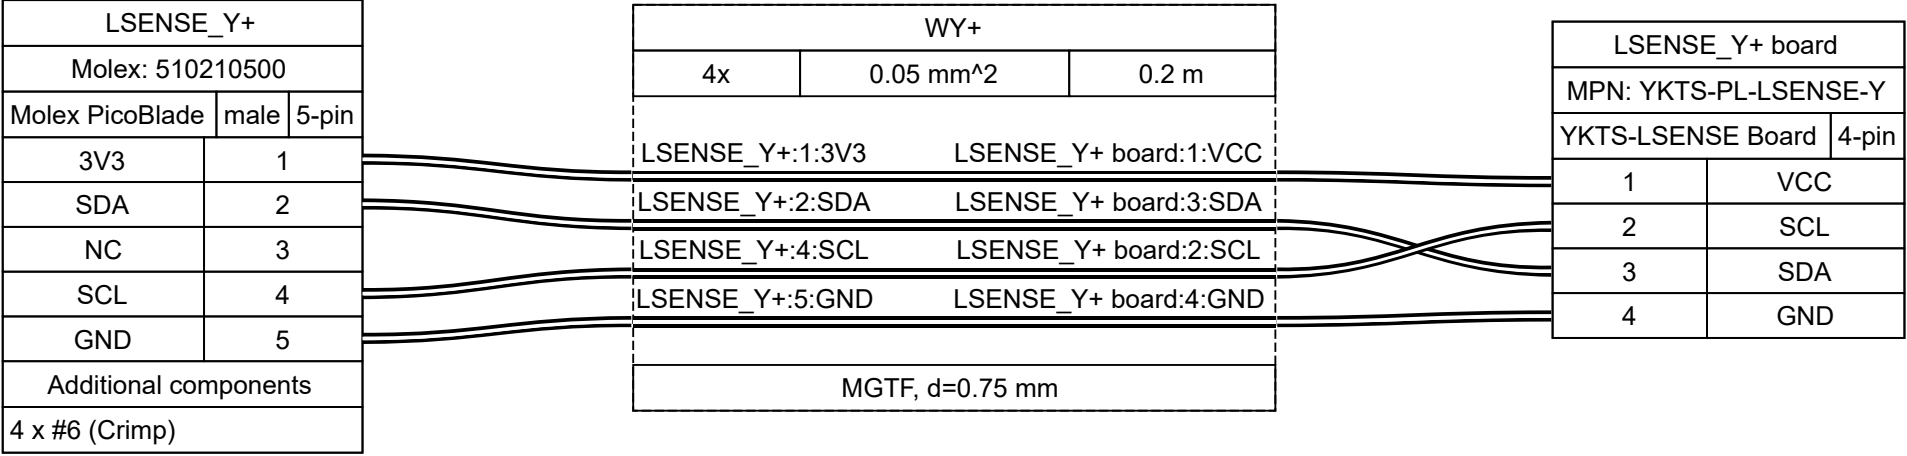 LSENSE_Y+
Molex: 510210500
Molex PicoBlade male 5-pin
3V3 1
SDA 2
NC 3
SCL 4
GND 5
Additional components
4 x #6 (Crimp)
WY+
4x 0.05 mm^2 0.2 m
LSENSE_Y+:1:3V3 LSENSE_Y+ board:1:VCC
LSENSE_Y+:2:SDA LSENSE_Y+ board:3:SDA
LSENSE_Y+:4:SCL LSENSE_Y+ board:2:SCL
LSENSE_Y+:5:GND LSENSE_Y+ board:4:GND
MGTF, d=0.75 mm
LSENSE_Y+ board
MPN: YKTS-PL-LSENSE-Y
YKTS-LSENSE Board 4-pin
1 VCC
2 SCL
3 SDA
4 GND